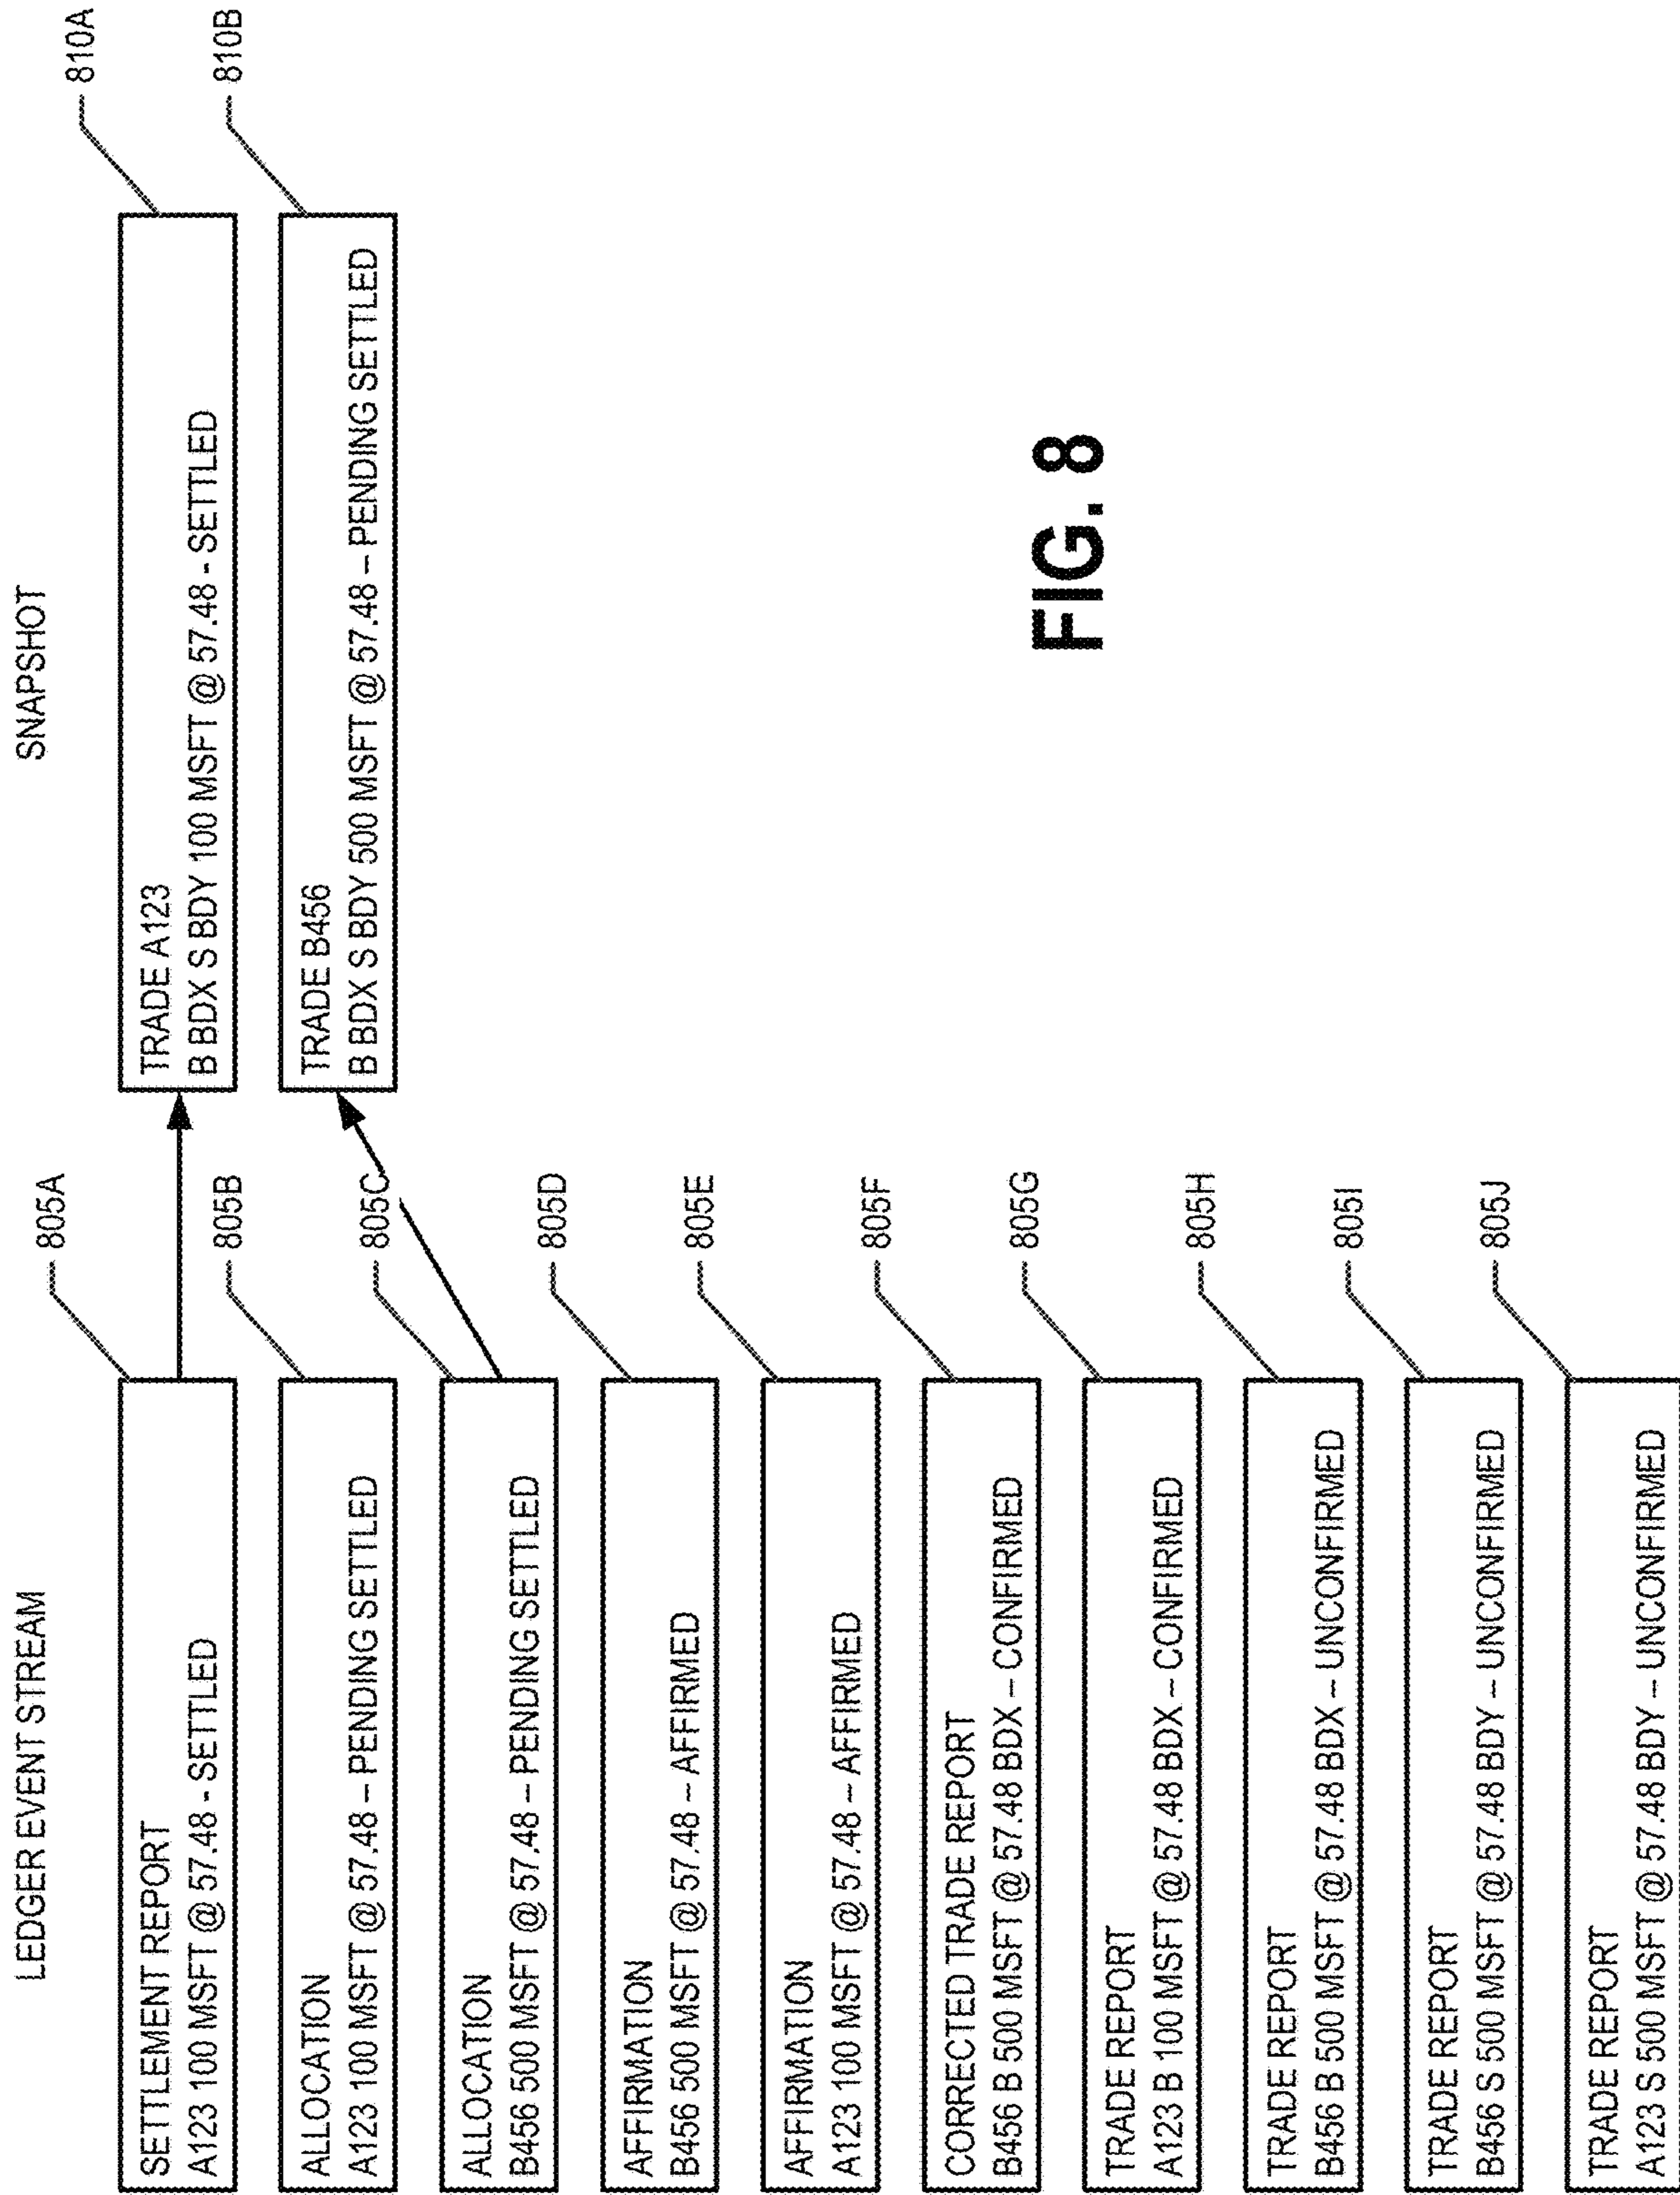 LEDGER EVENT STREAM
SETTLEMENT REPORT
A123 100 MSFT @ 57.48 - SETTLED
805A
ALLOCATION
A123 100 MSFT @ 57.48 – PENDING SETTLED
805B
ALLOCATION
B456 500 MSFT @ 57.48 – PENDING SETTLED
805C
AFFIRMATION
B456 500 MSFT @ 57.48 – AFFIRMED
805D
AFFIRMATION
A123 100 MSFT @ 57.48 – AFFIRMED
805E
CORRECTED TRADE REPORT
B456 B 500 MSFT @ 57.48 BDX – CONFIRMED
805F
TRADE REPORT
A123 B 100 MSFT @ 57.48 BDX – CONFIRMED
805G
TRADE REPORT
B456 B 500 MSFT @ 57.48 BDX – UNCONFIRMED
805H
TRADE REPORT
B456 S 500 MSFT @ 57.48 BDY – UNCONFIRMED
805I
TRADE REPORT
A123 S 500 MSFT @ 57.48 BDY – UNCONFIRMED
805J
SNAPSHOT
TRADE A123
B BDX S BDY 100 MSFT @ 57.48 - SETTLED
810A
TRADE B456
B BDX S BDY 500 MSFT @ 57.48 – PENDING SETTLED
810B
FIG. 8